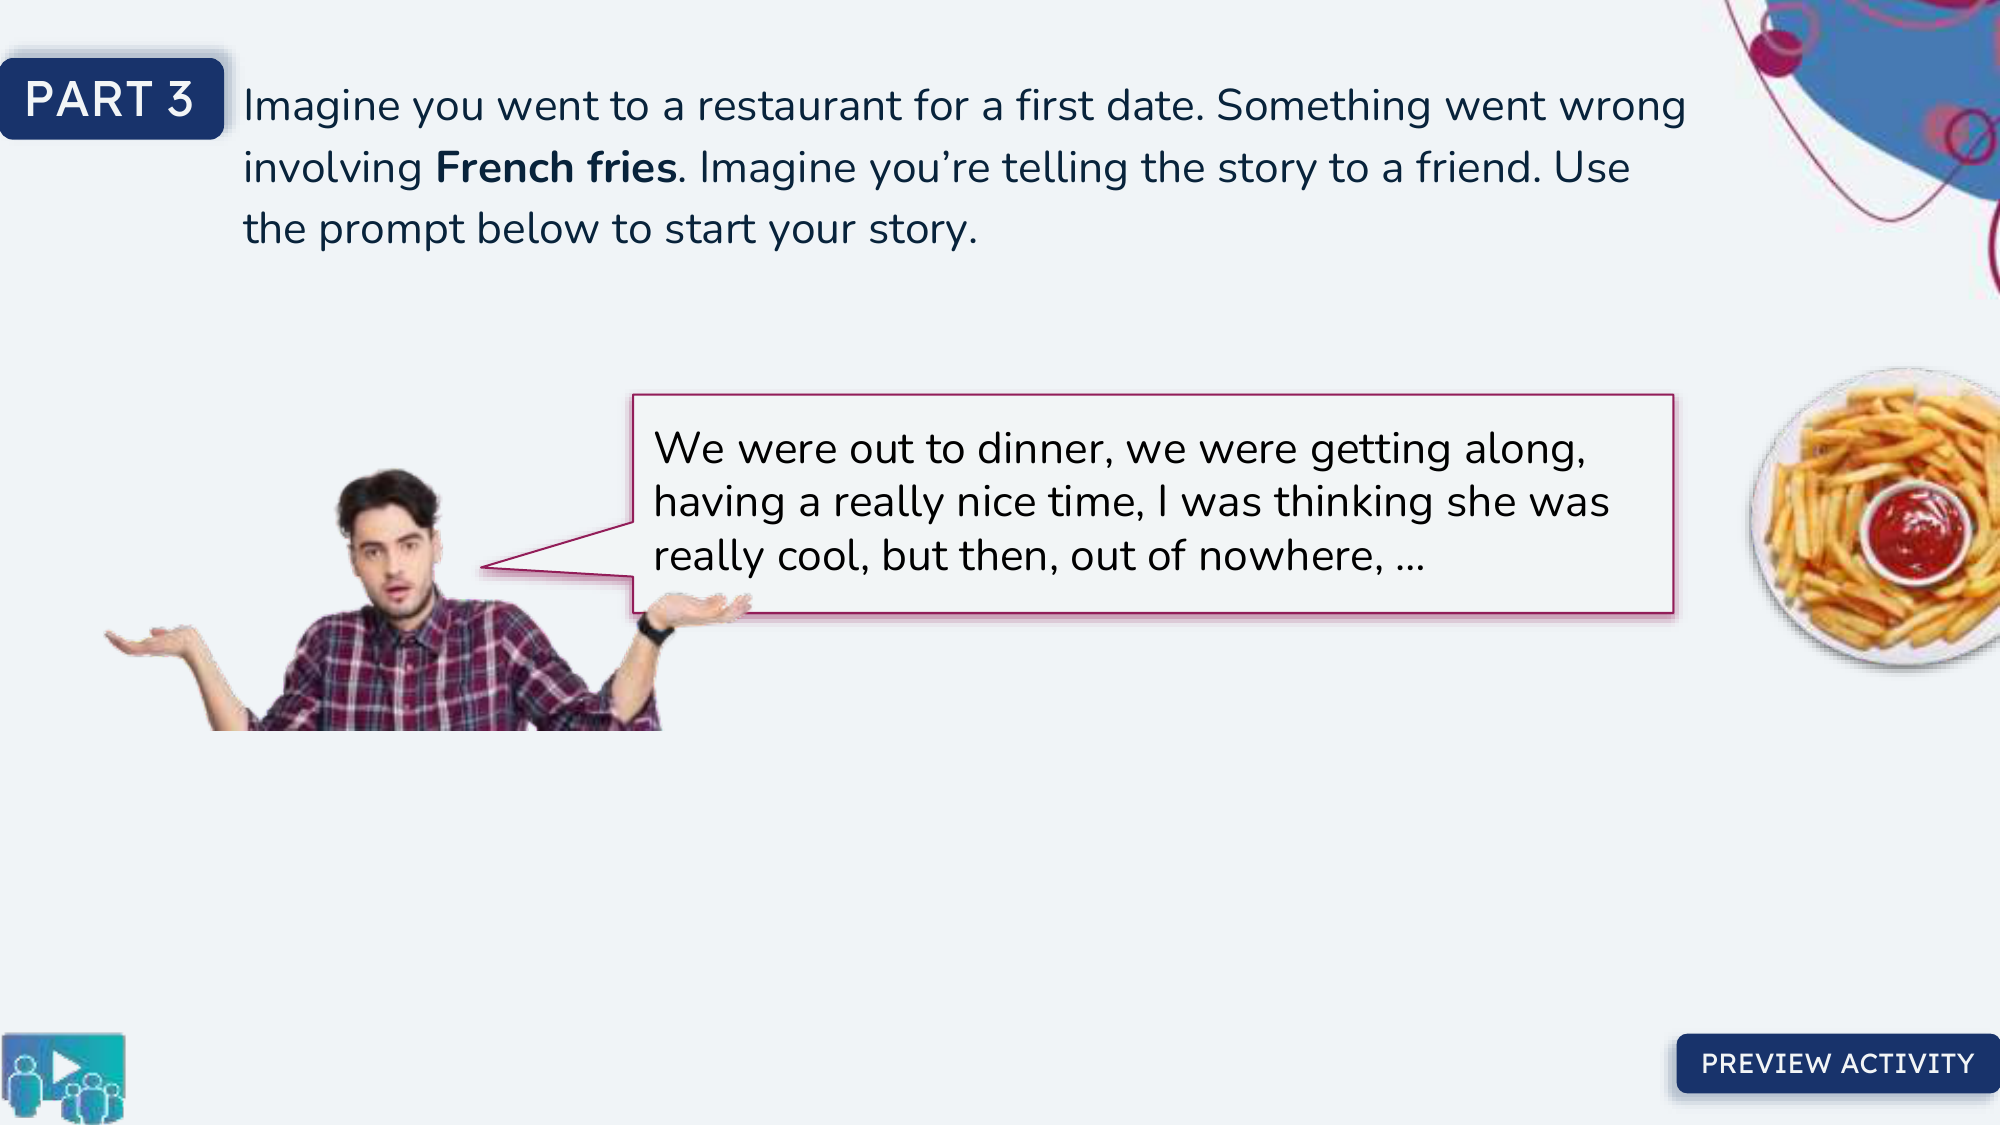 PART 3
Imagine you went to a restaurant for a first date. Something went wrong
involving French fries. Imagine you’re telling the story to a friend. Use
the prompt below to start your story.
We were out to dinner, we were getting along,
having a really nice time, I was thinking she was
really cool, but then, out of nowhere, ...
PREVIEW ACTIVITY